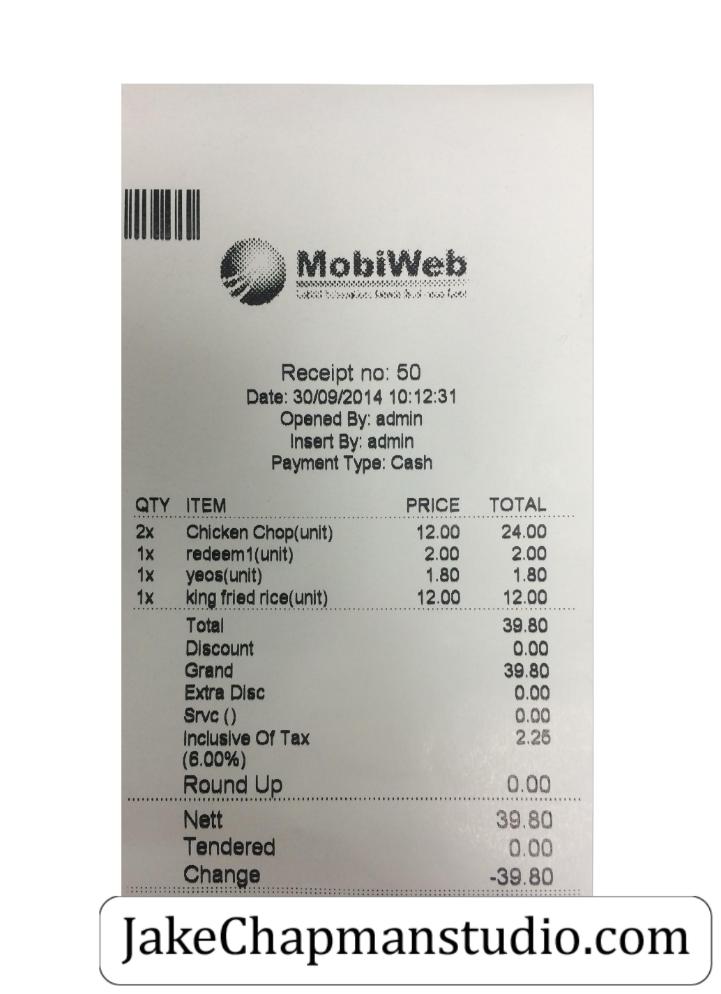 MobiWeb
Receipt no: 50
Date: 30/09/2014 10:12:31
Opened By: admin
Insert By: admin
Payment Type: Cash
QTY ITEM PRICE TOTAL
2x Chicken Chop(unit) 12.00 24.00
1x redeem1(unit) 2.00 2.00
1x yeos(unit) 1.80 1.80
1x king fried rice(unit) 12.00 12.00
Total 39.80
Discount 0.00
Grand 39.80
Extra Disc 0.00
Srvc () 0.00
Inclusive Of Tax 2.25
(6.00%)
Round Up 0.00
Nett 39.80
Tendered 0.00
Change -39.80
JakeChapmanstudio.com